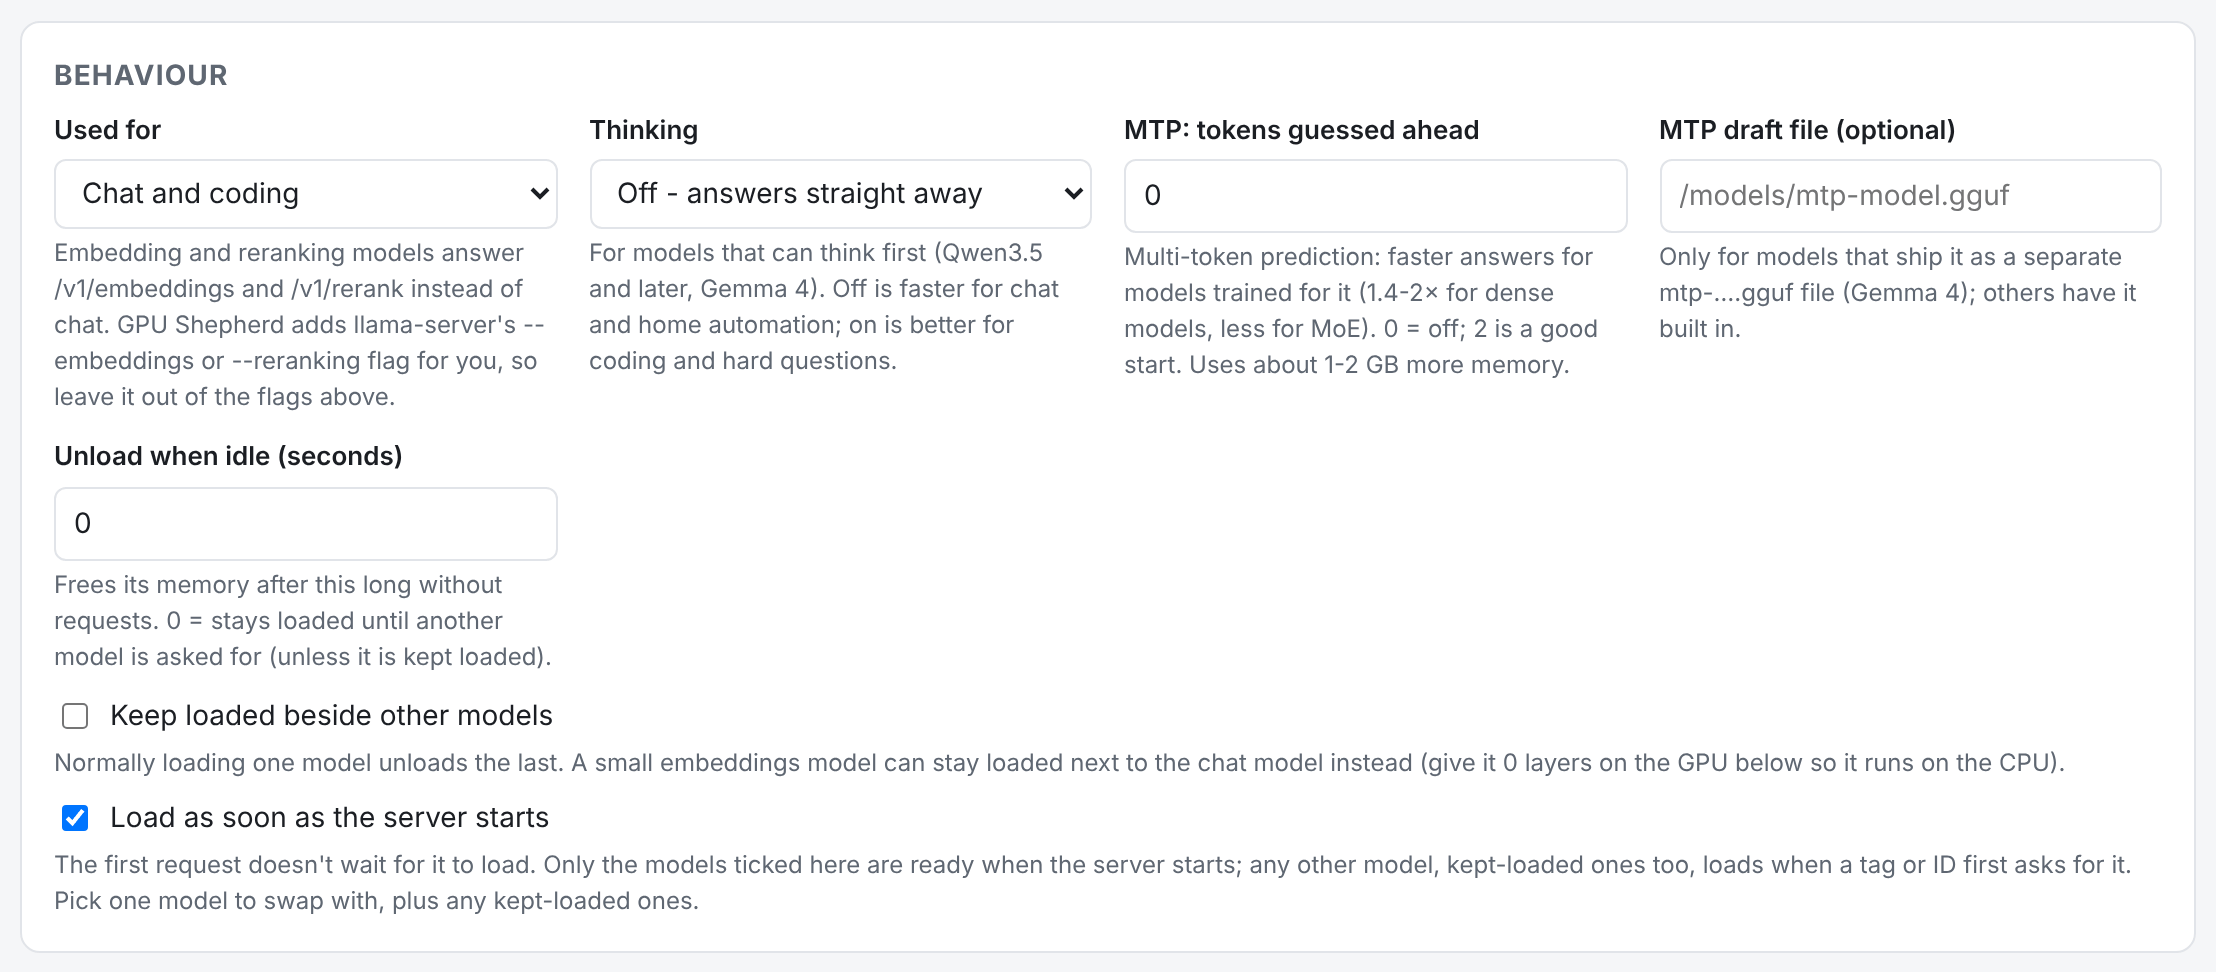 BEHAVIOUR
Used for
Chat and coding
Embedding and reranking models answer
/v1/embeddings and /v1/rerank instead of
chat. GPU Shepherd adds llama-server's --
embeddings or --reranking flag for you, so
leave it out of the flags above.
Thinking
Off - answers straight away
For models that can think first (Qwen3.5
and later, Gemma 4). Off is faster for chat
and home automation; on is better for
coding and hard questions.
MTP: tokens guessed ahead
0
Multi-token prediction: faster answers for
models trained for it (1.4-2× for dense
models, less for MoE). 0 = off; 2 is a good
start. Uses about 1-2 GB more memory.
MTP draft file (optional)
/models/mtp-model.gguf
Only for models that ship it as a separate
mtp-....gguf file (Gemma 4); others have it
built in.
Unload when idle (seconds)
0
Frees its memory after this long without
requests. 0 = stays loaded until another
model is asked for (unless it is kept loaded).
Keep loaded beside other models
Normally loading one model unloads the last. A small embeddings model can stay loaded next to the chat model instead (give it 0 layers on the GPU below so it runs on the CPU).
Load as soon as the server starts
The first request doesn't wait for it to load. Only the models ticked here are ready when the server starts; any other model, kept-loaded ones too, loads when a tag or ID first asks for it.
Pick one model to swap with, plus any kept-loaded ones.